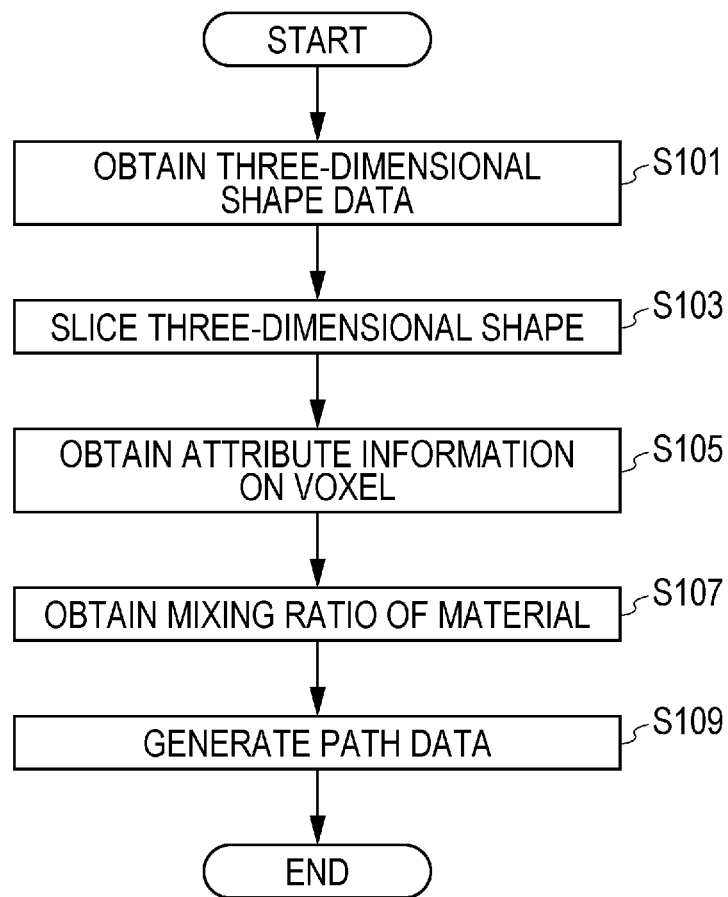 START
OBTAIN THREE-DIMENSIONAL
SHAPE DATA
S101
SLICE THREE-DIMENSIONAL SHAPE
S103
OBTAIN ATTRIBUTE INFORMATION
ON VOXEL
S105
OBTAIN MIXING RATIO OF MATERIAL
S107
GENERATE PATH DATA
S109
END